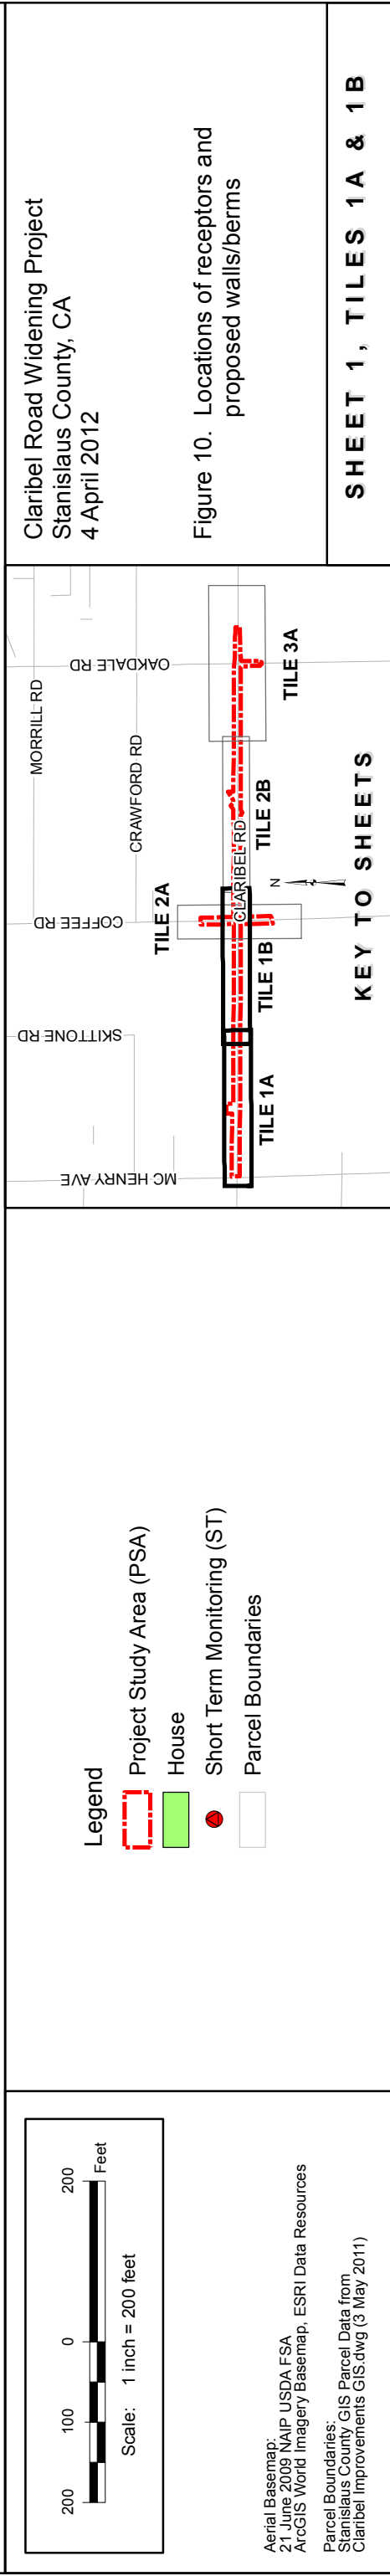 200
100
0
200
Feet
Scale: 1 inch = 200 feet
Aerial Basemap:
21 June 2009 NAIP USDA FSA
ArcGIS World Imagery Basemap, ESRI Data Resources
Parcel Boundaries:
Stanislaus County GIS Parcel Data from
Claribel Improvements GIS.dwg (3 May 2011)
Legend
Project Study Area (PSA)
House
Short Term Monitoring (ST)
Parcel Boundaries
MC HENRY AVE
SKITTONE RD
COFFEE RD
OAKDALE RD
MORRILL RD
CRAWFORD RD
CLARIBEL RD
TILE 1A
TILE 1B
TILE 2A
TILE 2B
TILE 3A
N
KEY TO SHEETS
Claribel Road Widening Project
Stanislaus County, CA
4 April 2012
Figure 10. Locations of receptors and
proposed walls/berms
SHEET 1, TILES 1A & 1B